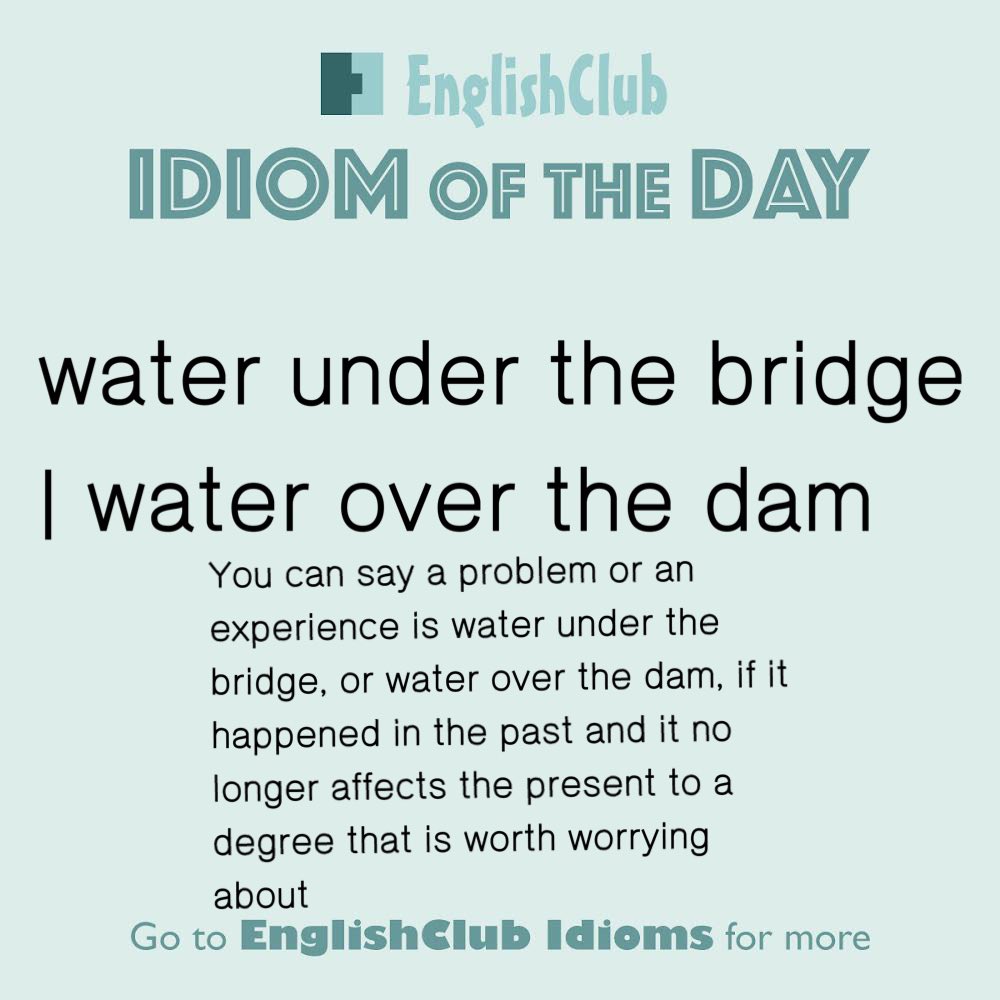 EnglishClub
IDIOM OF THE DAY
water under the bridge
| water over the dam
You can say a problem or an
experience is water under the
bridge, or water over the dam, if it
happened in the past and it no
longer affects the present to a
degree that is worth worrying
about
Go to EnglishClub Idioms for more